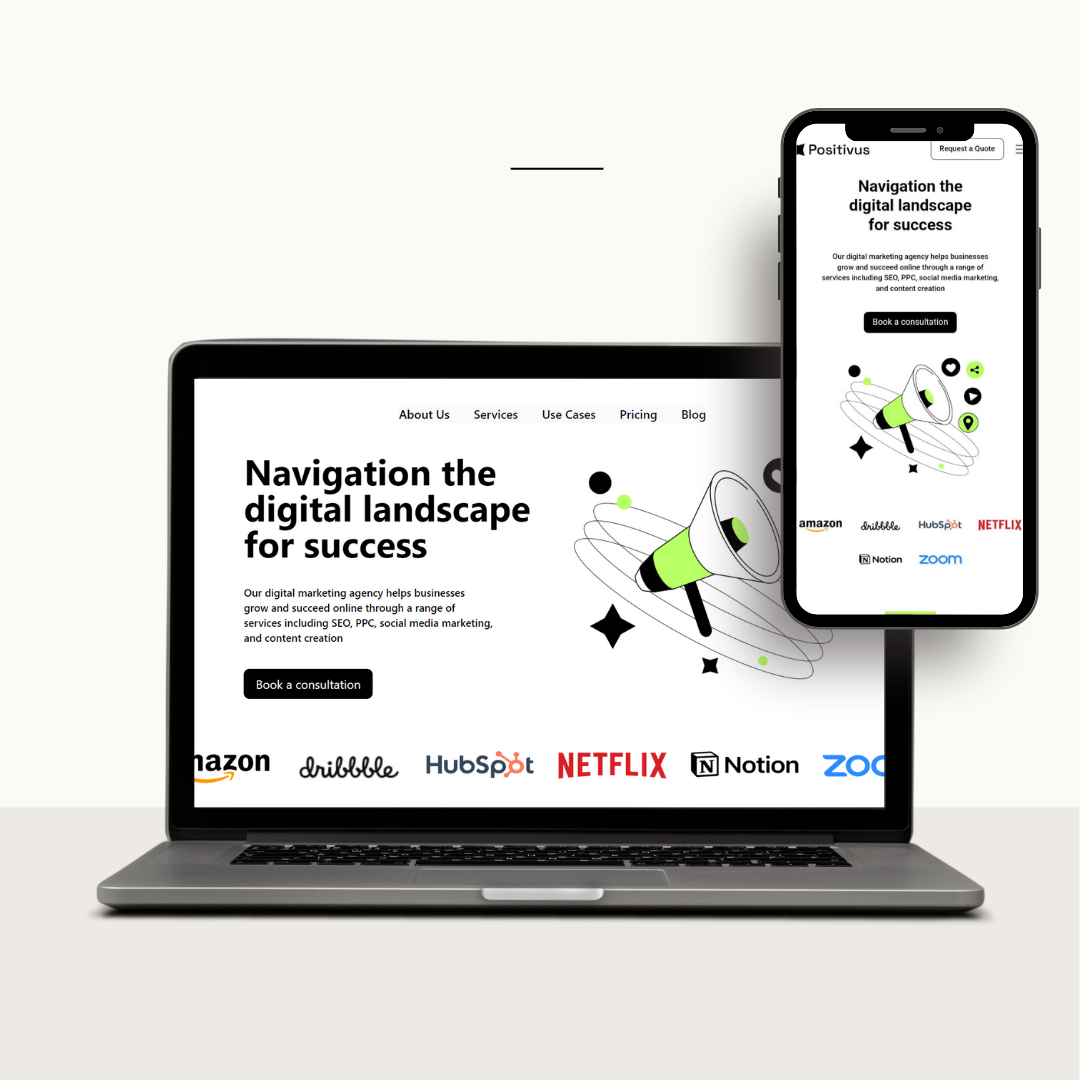 Positivus
Request a Quote
Navigation the
digital landscape
for success
Our digital marketing agency helps businesses
grow and succeed online through a range of
services including SEO, PPC, social media marketing,
and content creation
Book a consultation
amazon
dribbble
HubSpot
NETFLIX
Notion
zoom
About Us
Services
Use Cases
Pricing
Blog
Navigation the
digital landscape
for success
Our digital marketing agency helps businesses
grow and succeed online through a range of
services including SEO, PPC, social media marketing,
and content creation
Book a consultation
mazon
dribbble
HubSpot
NETFLIX
Notion
ZOO